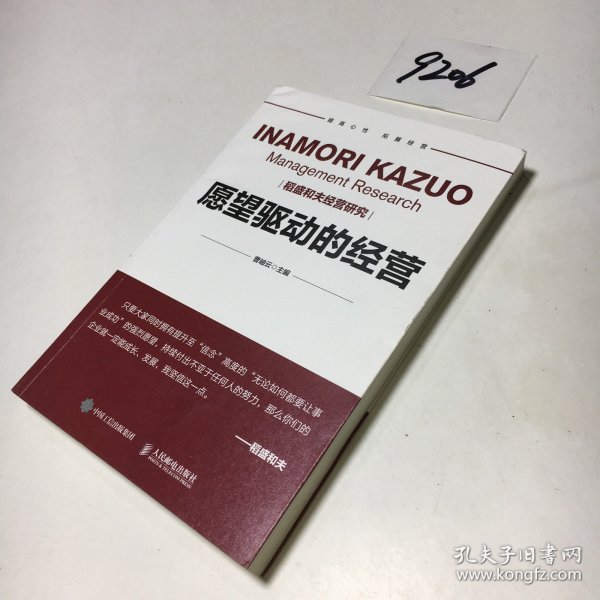 9206
提高心性 拓展经营
INAMORI KAZUO
Management Research
稻盛和夫经营研究
愿望驱动的经营
曹岫云◎主编
只要大家同时拥有提升至“信念”高度的“无论如何都要让事
业成功”的强烈愿望，持续付出不亚于任何人的努力，那么你们的
企业就一定能成长、发展，我坚信这一点。
——稻盛和夫
中国工信出版集团
人民邮电出版社
POSTS & TELECOM PRESS
孔夫子旧书网
www.kongfz.com